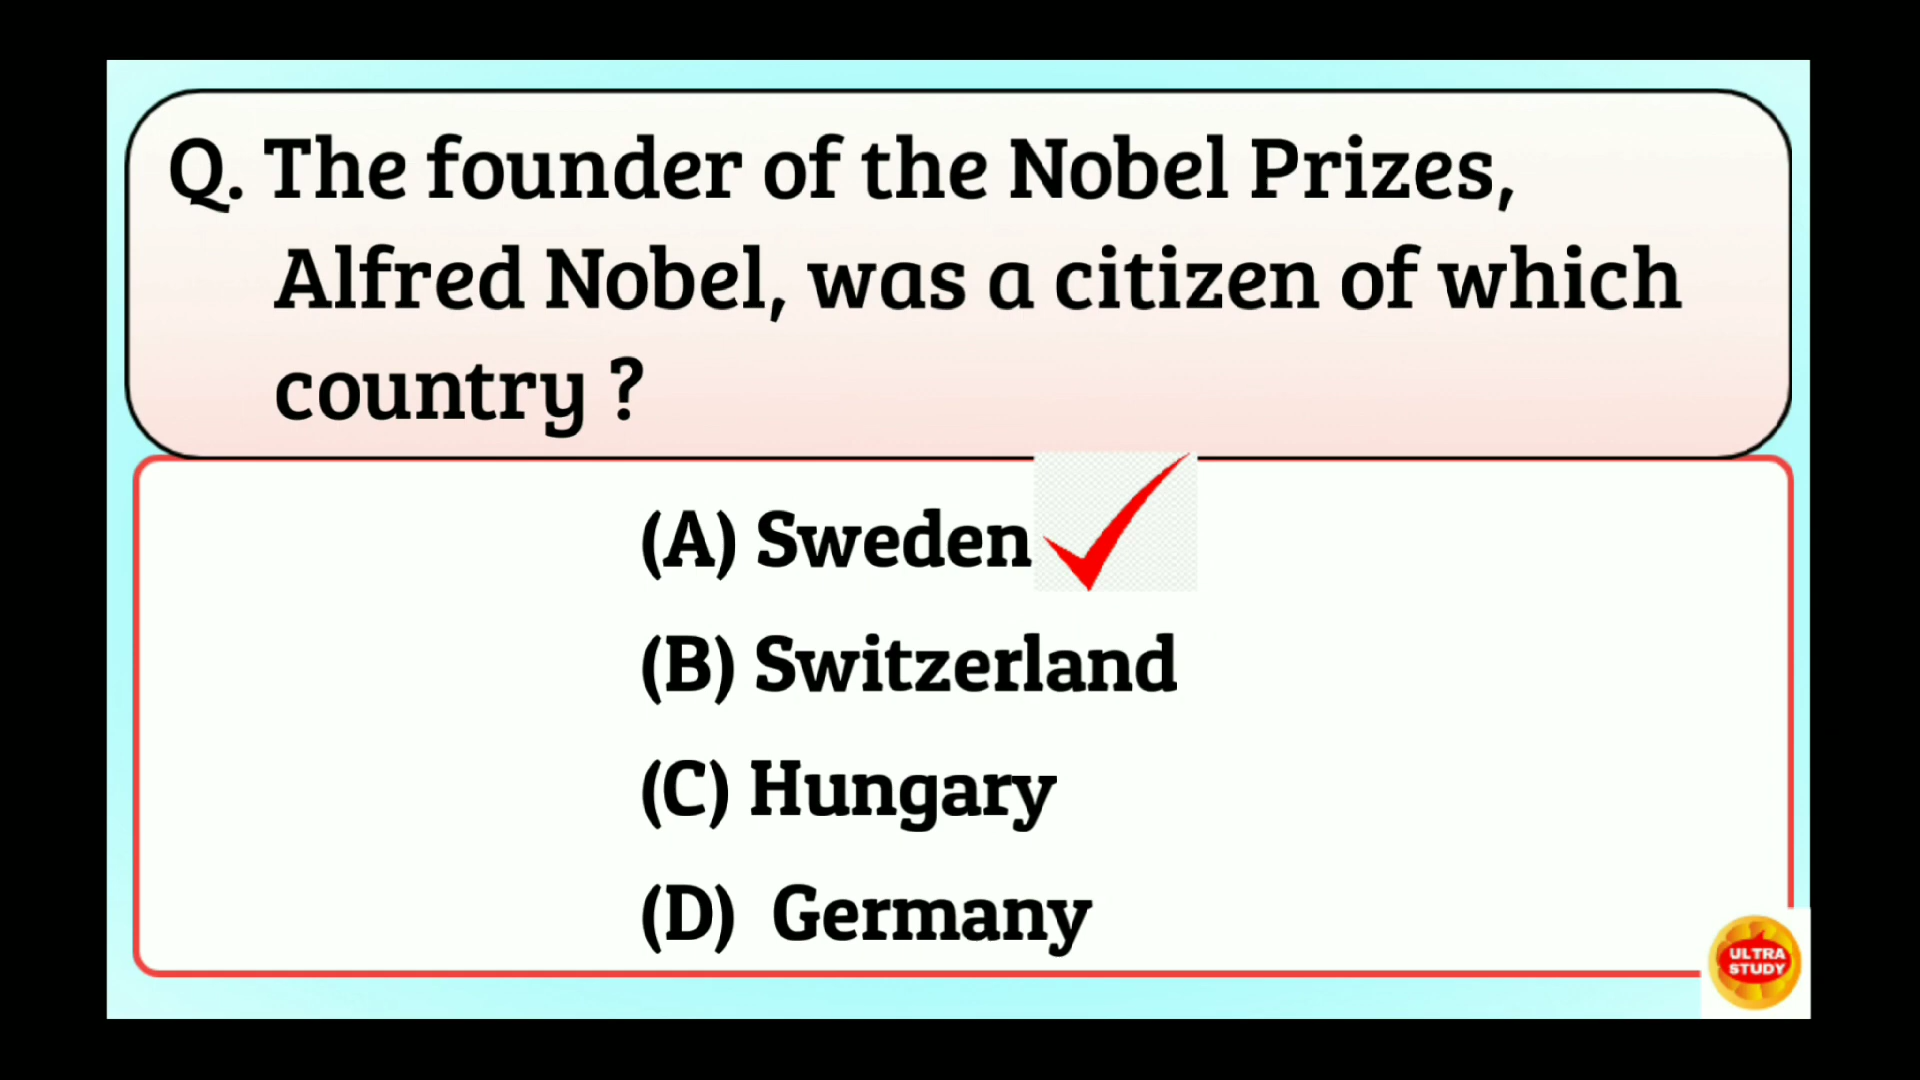 Q. The founder of the Nobel Prizes,
Alfred Nobel, was a citizen of which
country ?
(A) Sweden
(B) Switzerland
(C) Hungary
(D) Germany
ULTRA
STUDY